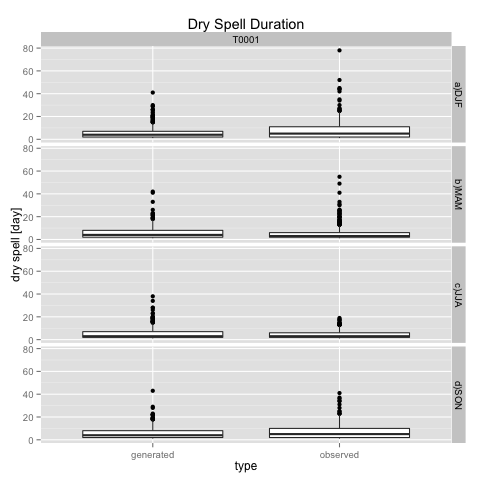 Dry Spell Duration
T0001
80
60
40
20
0
a)DJF
80
60
40
20
0
b)MAM
80
60
40
20
0
c)JJA
80
60
40
20
0
d)SON
dry spell [day]
generated
observed
type